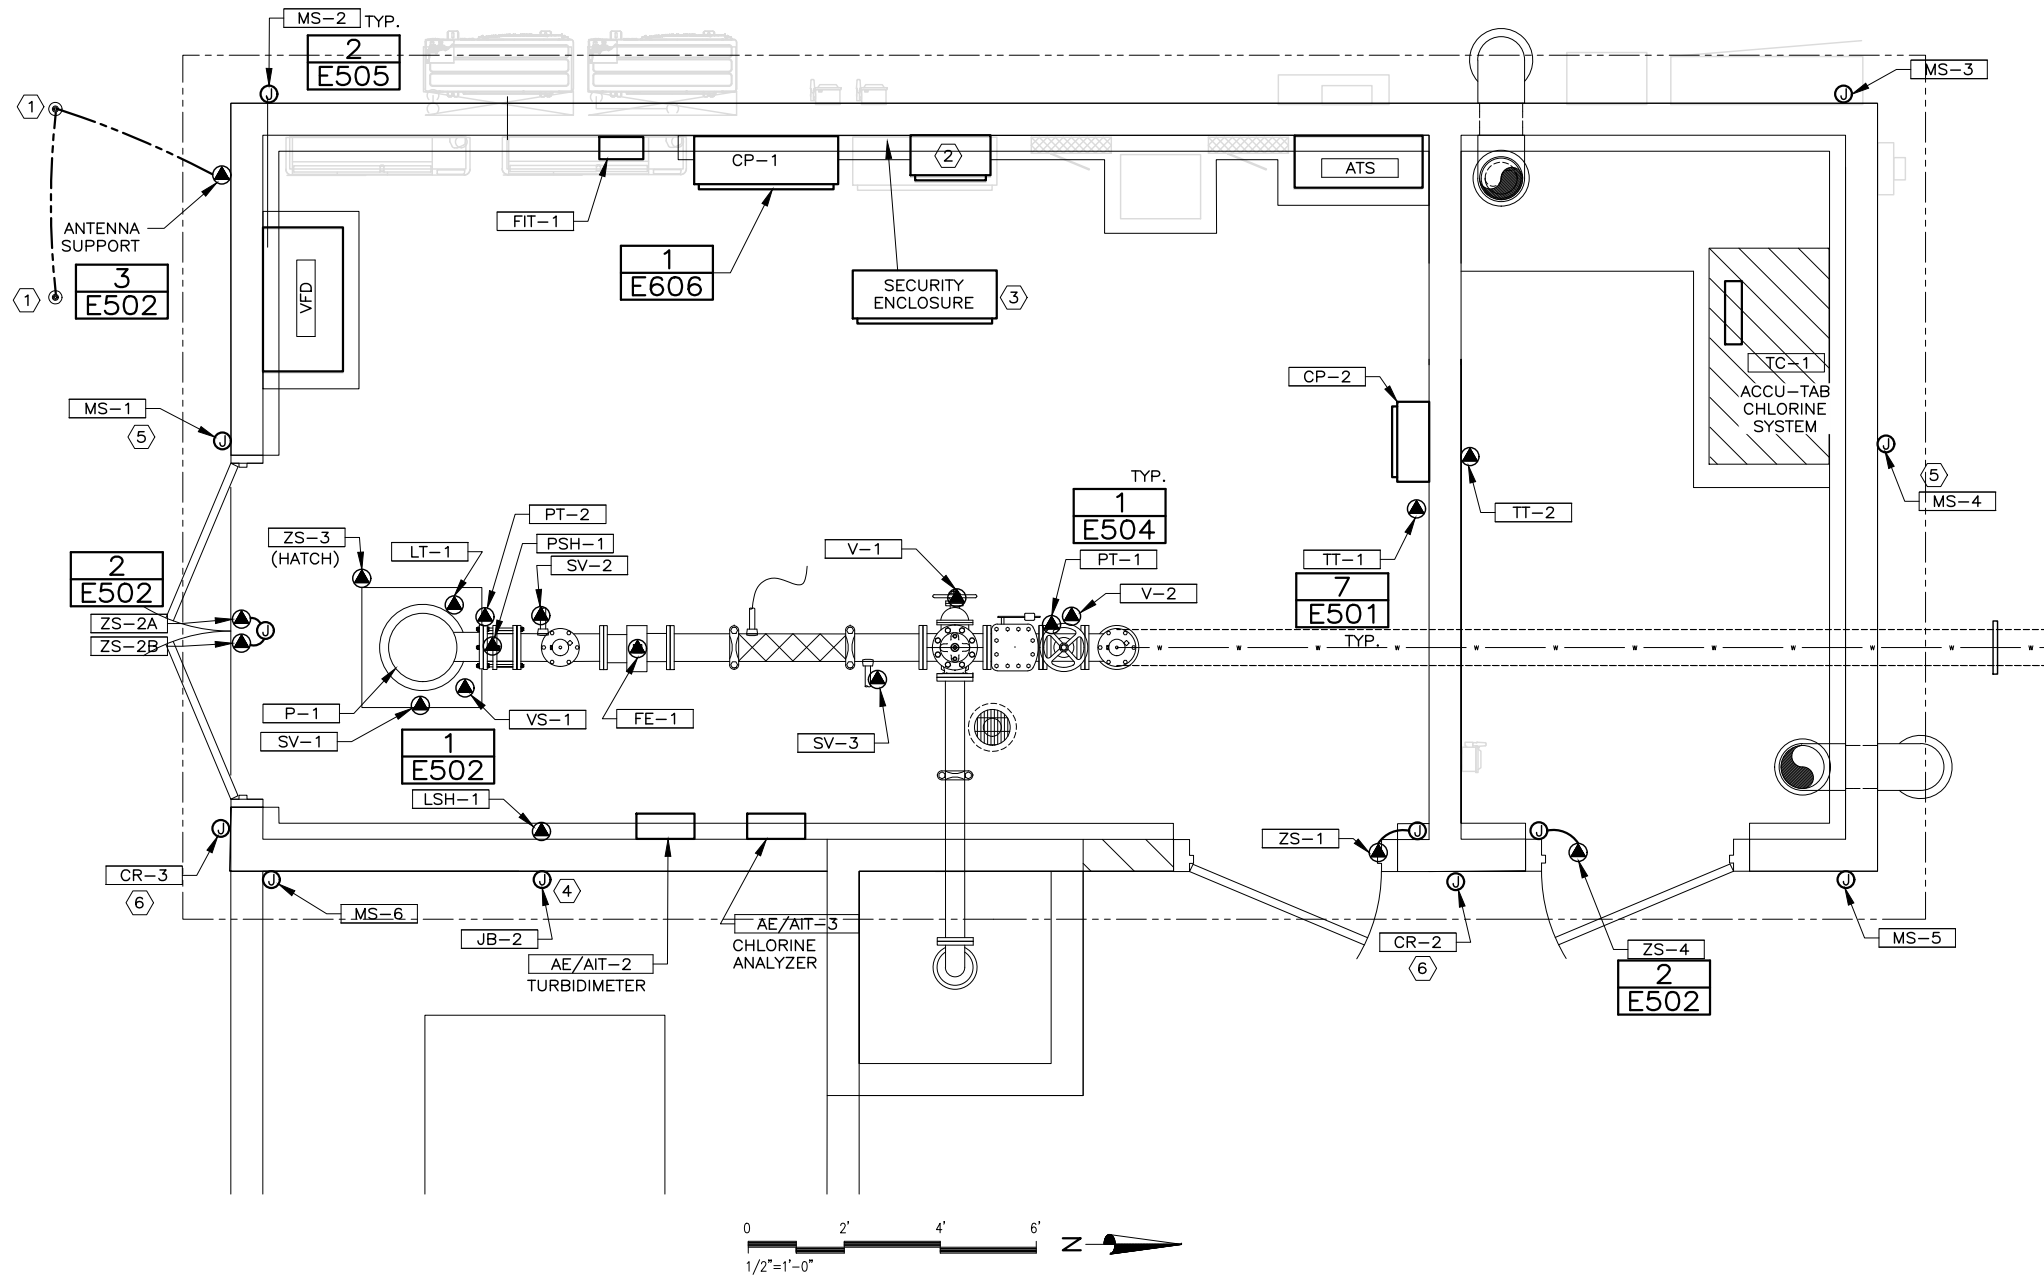 MS-2
TYP.
2
E505
MS-3
1
J
J
CP-1
2
ATS
ANTENNA
SUPPORT
FIT-1
3
E502
1
1
E606
SECURITY
ENCLOSURE
3
VFD
TC-1
ACCU-TAB
CHLORINE
SYSTEM
CP-2
MS-1
5
J
J
5
MS-4
TYP.
1
E504
TT-2
PT-2
ZS-3
(HATCH)
LT-1
PSH-1
SV-2
V-1
PT-1
TT-1
7
E501
TYP.
V-2
2
E502
ZS-2A
J
ZS-2B
W W W W W W W W W W W
P-1
SV-1
VS-1
FE-1
SV-3
1
E502
LSH-1
J
ZS-1
J
J
CR-3
6
J
MS-6
J
4
JB-2
AE/AIT-2
TURBIDIMETER
AE/AIT-3
CHLORINE
ANALYZER
J
CR-2
6
ZS-4
2
E502
J
MS-5
0 2' 4' 6'
1/2"=1'-0"
N